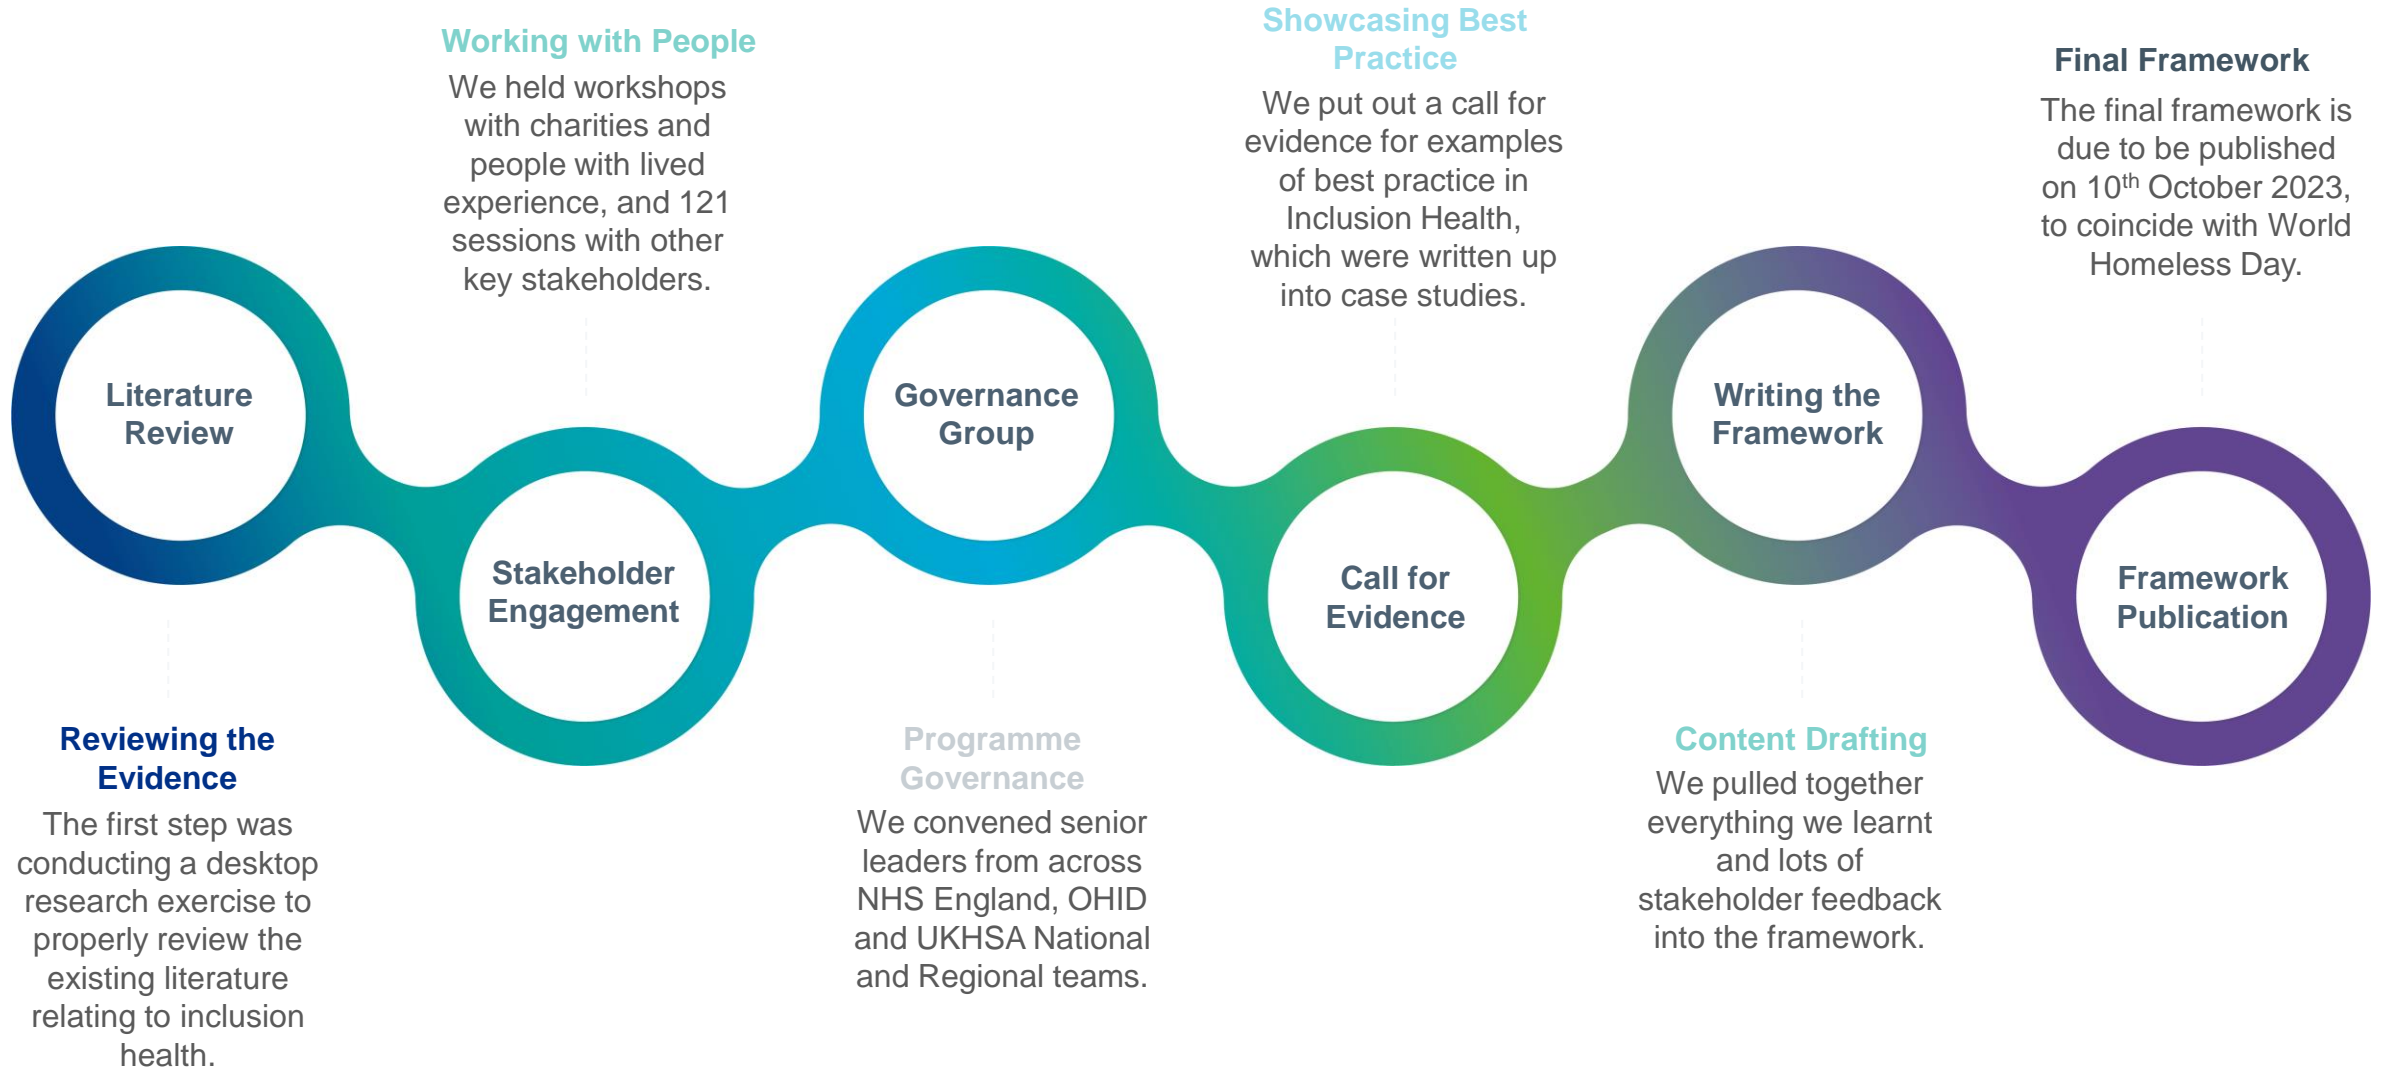 Literature
Review
Reviewing the
Evidence
The first step was
conducting a desktop
research exercise to
properly review the
existing literature
relating to inclusion
health.
Working with People
We held workshops
with charities and
people with lived
experience, and 121
sessions with other
key stakeholders.
Stakeholder
Engagement
Governance
Group
Programme
Governance
We convened senior
leaders from across
NHS England, OHID
and UKHSA National
and Regional teams.
Showcasing Best
Practice
We put out a call for
evidence for examples
of best practice in
Inclusion Health,
which were written up
into case studies.
Call for
Evidence
Writing the
Framework
Content Drafting
We pulled together
everything we learnt
and lots of
stakeholder feedback
into the framework.
Final Framework
The final framework is
due to be published
on 10th October 2023,
to coincide with World
Homeless Day.
Framework
Publication